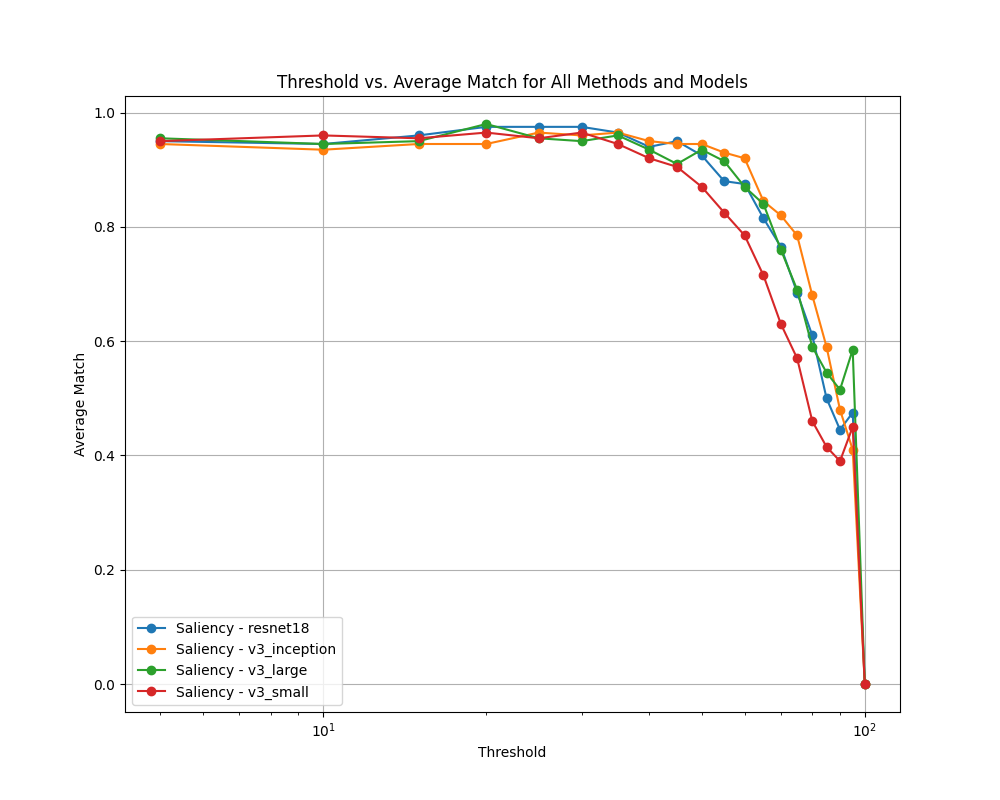 Threshold vs. Average Match for All Methods and Models
1.0
0.8
0.6
0.4
0.2
0.0
Average Match
Saliency - resnet18
Saliency - v3_inception
Saliency - v3_large
Saliency - v3_small
10¹
10²
Threshold